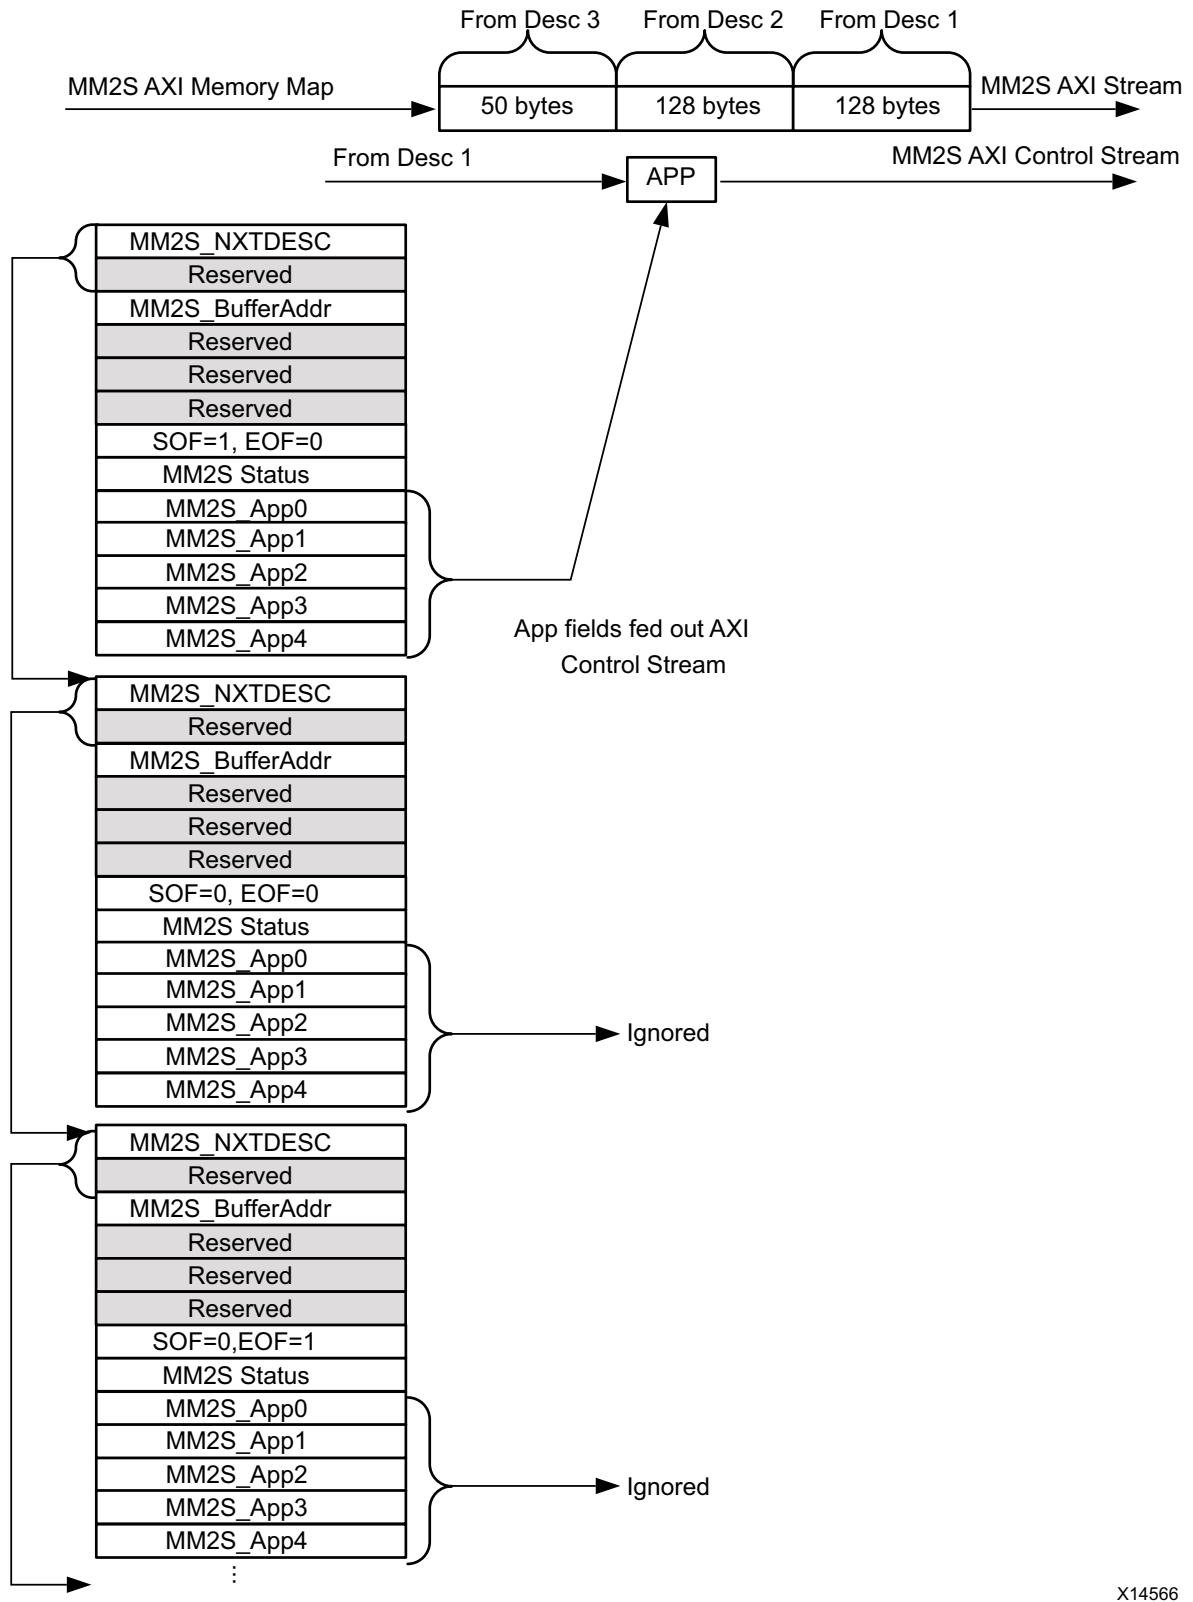 From Desc 3 From Desc 2 From Desc 1
MM2S AXI Memory Map
MM2S AXI Stream
50 bytes 128 bytes 128 bytes
From Desc 1
APP
MM2S AXI Control Stream
MM2S_NXTDESC
Reserved
MM2S_BufferAddr
Reserved
Reserved
Reserved
SOF=1, EOF=0
MM2S Status
MM2S_App0
MM2S_App1
MM2S_App2
MM2S_App3
MM2S_App4
App fields fed out AXI
Control Stream
MM2S_NXTDESC
Reserved
MM2S_BufferAddr
Reserved
Reserved
Reserved
SOF=0, EOF=0
MM2S Status
MM2S_App0
MM2S_App1
MM2S_App2
MM2S_App3
MM2S_App4
Ignored
MM2S_NXTDESC
Reserved
MM2S_BufferAddr
Reserved
Reserved
Reserved
SOF=0,EOF=1
MM2S Status
MM2S_App0
MM2S_App1
MM2S_App2
MM2S_App3
MM2S_App4
Ignored
...
X14566